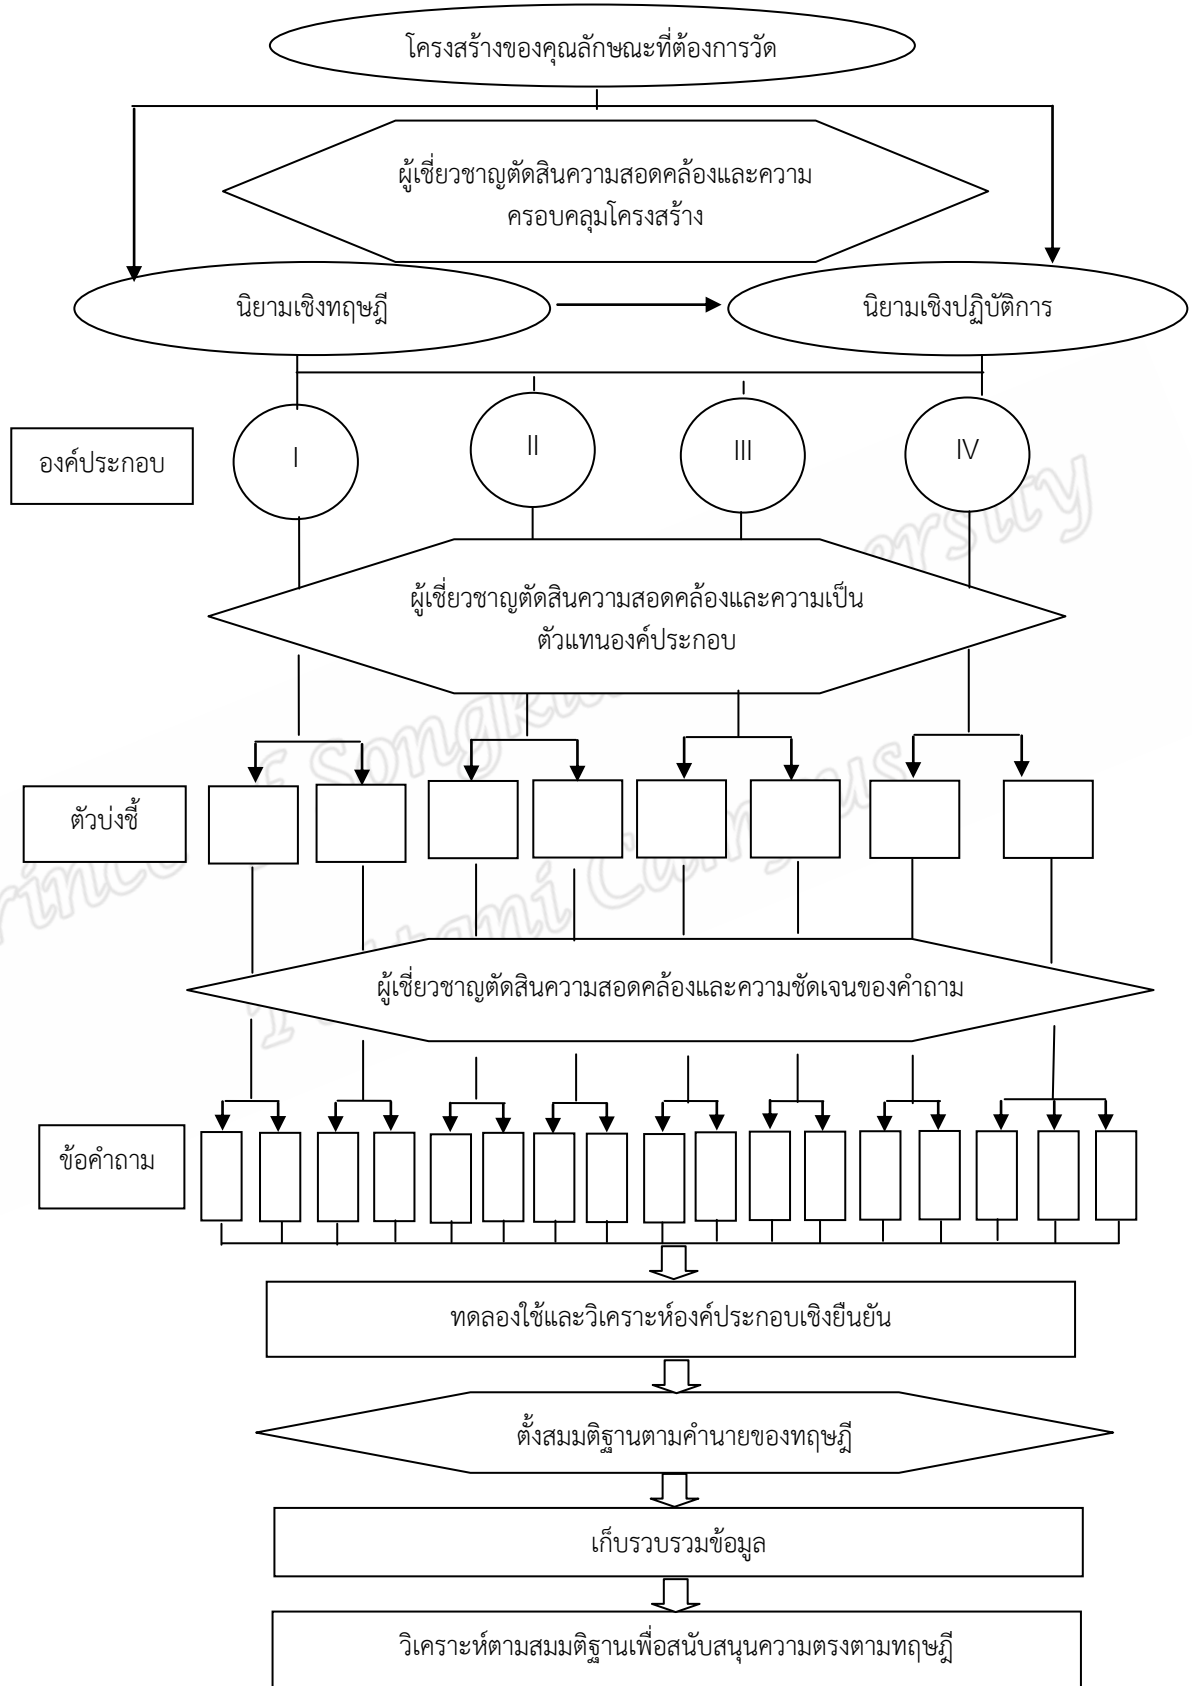 โครงสร้างของคุณลักษณะที่ต้องการวัด
ผู้เชี่ยวชาญตัดสินความสอดคล้องและความ
ครอบคลุมโครงสร้าง
นิยามเชิงทฤษฎี
นิยามเชิงปฏิบัติการ
องค์ประกอบ
I
II
III
IV
ผู้เชี่ยวชาญตัดสินความสอดคล้องและความเป็น
ตัวแทนองค์ประกอบ
ตัวบ่งชี้
ผู้เชี่ยวชาญตัดสินความสอดคล้องและความชัดเจนของคำถาม
ข้อคำถาม
ทดลองใช้และวิเคราะห์องค์ประกอบเชิงยืนยัน
ตั้งสมมติฐานตามคำนายของทฤษฎี
เก็บรวบรวมข้อมูล
วิเคราะห์ตามสมมติฐานเพื่อสนับสนุนความตรงตามทฤษฎี